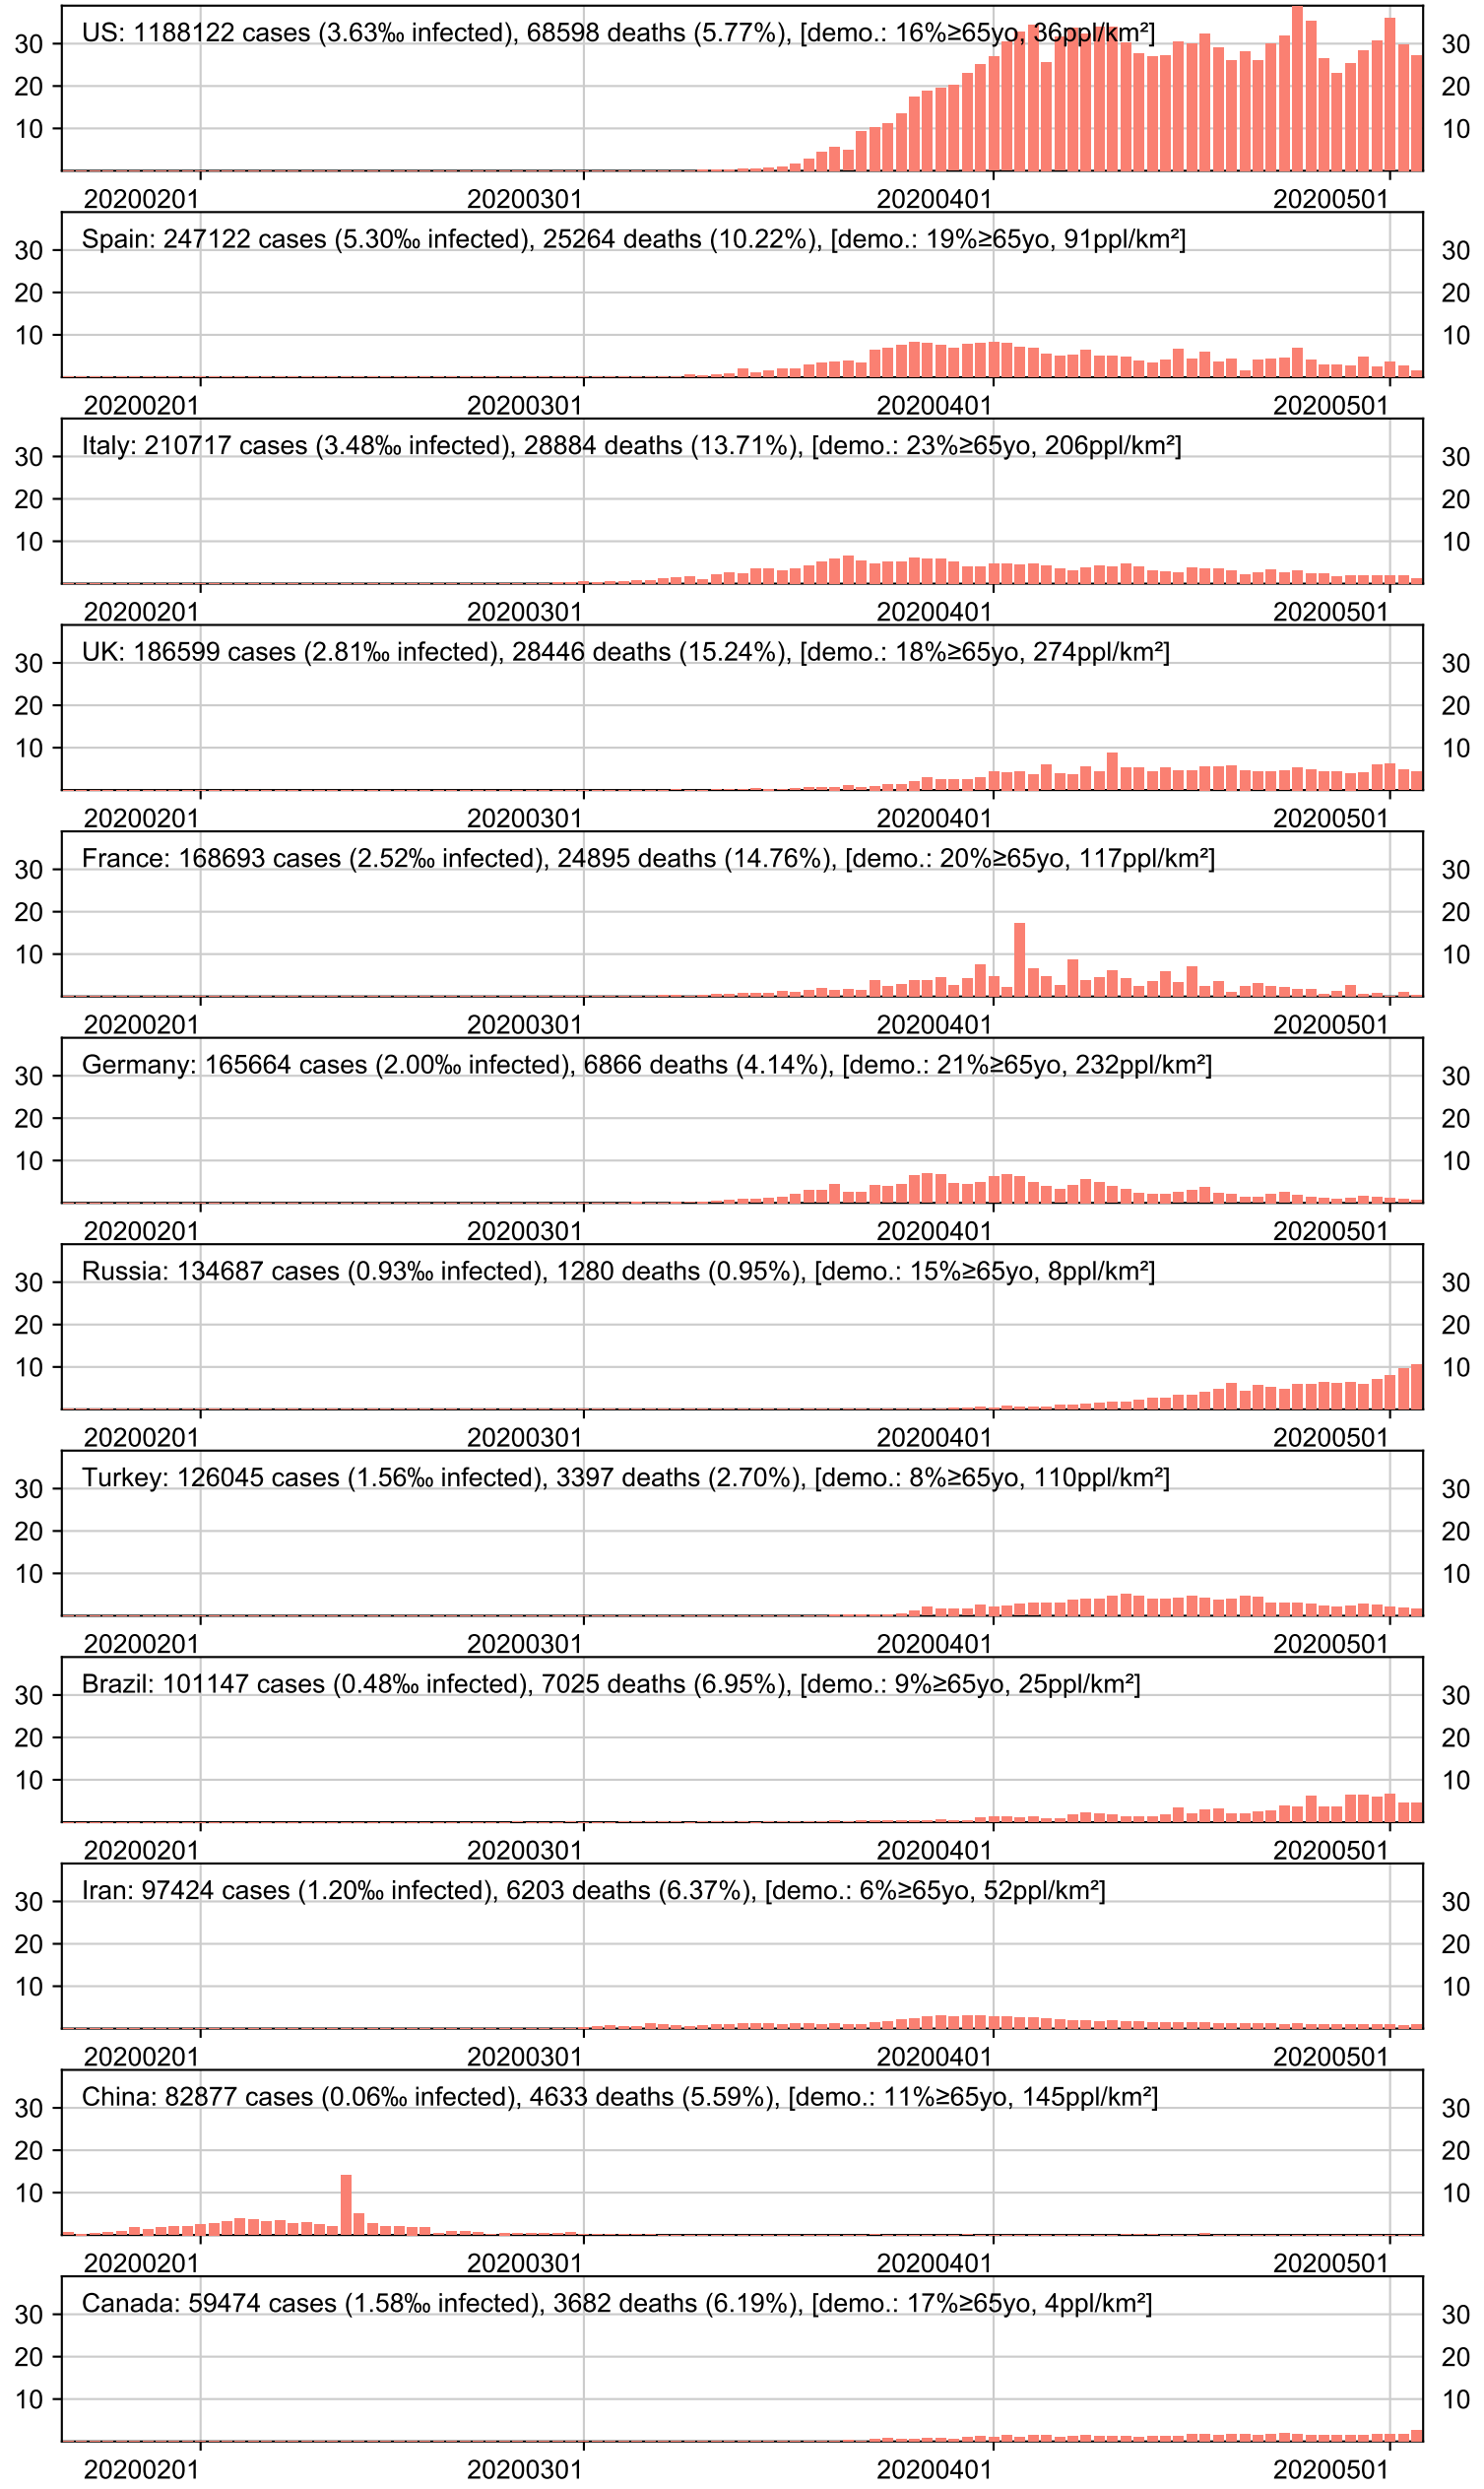 US: 1188122 cases (3.63‰ infected), 68598 deaths (5.77%), [demo.: 16%≥65yo, 36ppl/km²]
30 30
20 20
10 10
20200201 20200301 20200401 20200501
Spain: 247122 cases (5.30‰ infected), 25264 deaths (10.22%), [demo.: 19%≥65yo, 91ppl/km²]
30 30
20 20
10 10
20200201 20200301 20200401 20200501
Italy: 210717 cases (3.48‰ infected), 28884 deaths (13.71%), [demo.: 23%≥65yo, 206ppl/km²]
30 30
20 20
10 10
20200201 20200301 20200401 20200501
UK: 186599 cases (2.81‰ infected), 28446 deaths (15.24%), [demo.: 18%≥65yo, 274ppl/km²]
30 30
20 20
10 10
20200201 20200301 20200401 20200501
France: 168693 cases (2.52‰ infected), 24895 deaths (14.76%), [demo.: 20%≥65yo, 117ppl/km²]
30 30
20 20
10 10
20200201 20200301 20200401 20200501
Germany: 165664 cases (2.00‰ infected), 6866 deaths (4.14%), [demo.: 21%≥65yo, 232ppl/km²]
30 30
20 20
10 10
20200201 20200301 20200401 20200501
Russia: 134687 cases (0.93‰ infected), 1280 deaths (0.95%), [demo.: 15%≥65yo, 8ppl/km²]
30 30
20 20
10 10
20200201 20200301 20200401 20200501
Turkey: 126045 cases (1.56‰ infected), 3397 deaths (2.70%), [demo.: 8%≥65yo, 110ppl/km²]
30 30
20 20
10 10
20200201 20200301 20200401 20200501
Brazil: 101147 cases (0.48‰ infected), 7025 deaths (6.95%), [demo.: 9%≥65yo, 25ppl/km²]
30 30
20 20
10 10
20200201 20200301 20200401 20200501
Iran: 97424 cases (1.20‰ infected), 6203 deaths (6.37%), [demo.: 6%≥65yo, 52ppl/km²]
30 30
20 20
10 10
20200201 20200301 20200401 20200501
China: 82877 cases (0.06‰ infected), 4633 deaths (5.59%), [demo.: 11%≥65yo, 145ppl/km²]
30 30
20 20
10 10
20200201 20200301 20200401 20200501
Canada: 59474 cases (1.58‰ infected), 3682 deaths (6.19%), [demo.: 17%≥65yo, 4ppl/km²]
30 30
20 20
10 10
20200201 20200301 20200401 20200501